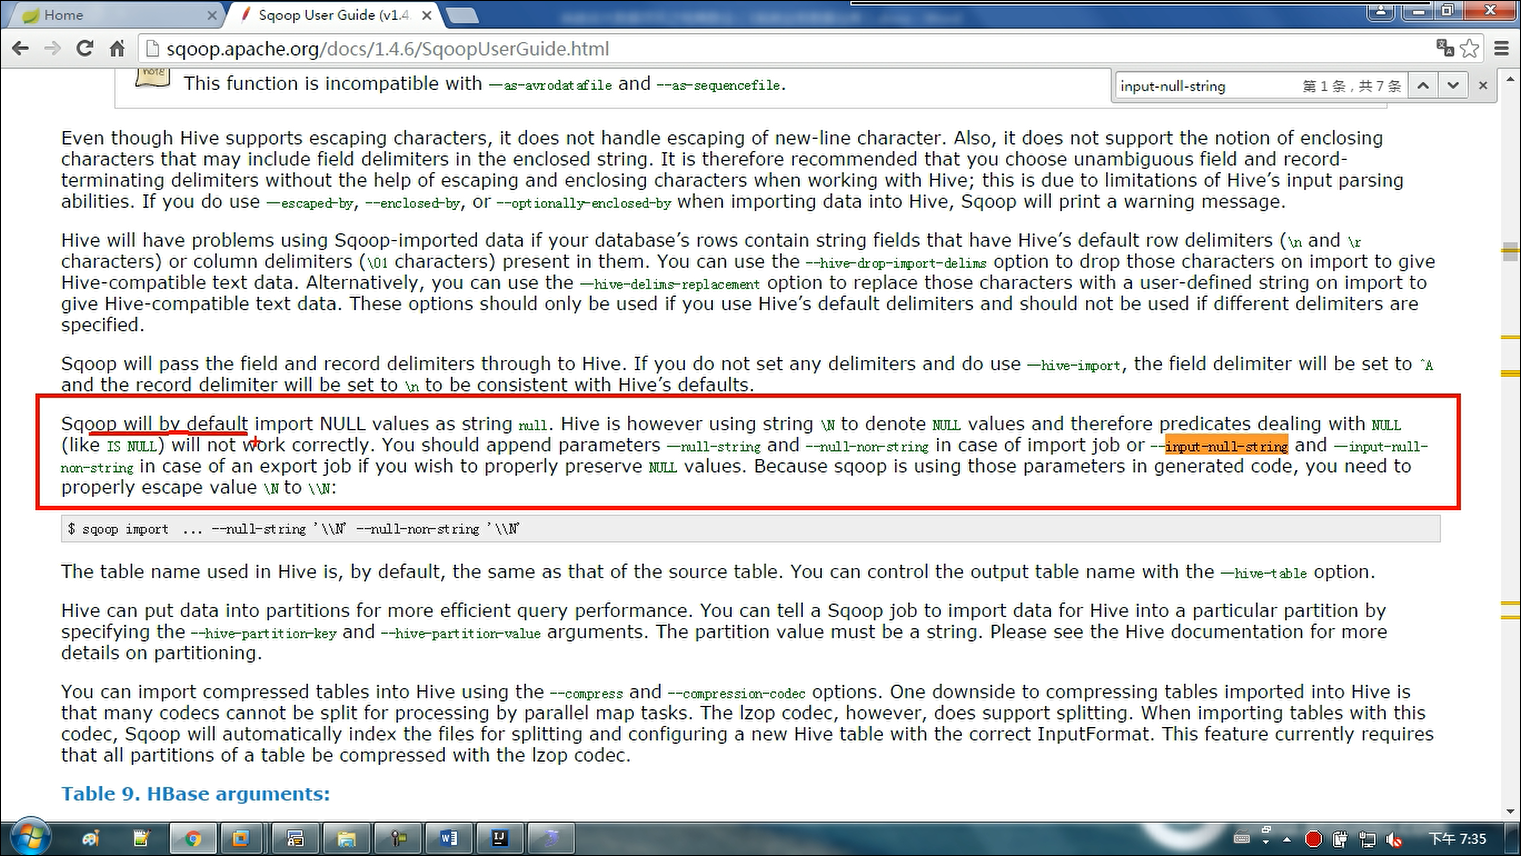 Home
Sqoop User Guide (v1.4
sqoop.apache.org/docs/1.4.6/SqoopUserGuide.html
input-null-string
第 1 条，共 7 条
note
This function is incompatible with —as-avrodatafile and --as-sequencefile.
Even though Hive supports escaping characters, it does not handle escaping of new-line character. Also, it does not support the notion of enclosing
characters that may include field delimiters in the enclosed string. It is therefore recommended that you choose unambiguous field and record-
terminating delimiters without the help of escaping and enclosing characters when working with Hive; this is due to limitations of Hive’s input parsing
abilities. If you do use —escaped-by, --enclosed-by, or --optionally-enclosed-by when importing data into Hive, Sqoop will print a warning message.
Hive will have problems using Sqoop-imported data if your database’s rows contain string fields that have Hive’s default row delimiters (\n and \r
characters) or column delimiters (\01 characters) present in them. You can use the --hive-drop-import-delims option to drop those characters on import to give
Hive-compatible text data. Alternatively, you can use the —hive-delims-replacement option to replace those characters with a user-defined string on import to
give Hive-compatible text data. These options should only be used if you use Hive’s default delimiters and should not be used if different delimiters are
specified.
Sqoop will pass the field and record delimiters through to Hive. If you do not set any delimiters and do use —hive-import, the field delimiter will be set to ^A
and the record delimiter will be set to \n to be consistent with Hive’s defaults.
Sqoop will by default import NULL values as string null. Hive is however using string \N to denote NULL values and therefore predicates dealing with NULL
(like IS NULL) will not work correctly. You should append parameters —null-string and --null-non-string in case of import job or --input-null-string and —input-null-
non-string in case of an export job if you wish to properly preserve NULL values. Because sqoop is using those parameters in generated code, you need to
properly escape value \N to \\N:
$ sqoop import ... --null-string '\\N' --null-non-string '\\N'
The table name used in Hive is, by default, the same as that of the source table. You can control the output table name with the —hive-table option.
Hive can put data into partitions for more efficient query performance. You can tell a Sqoop job to import data for Hive into a particular partition by
specifying the --hive-partition-key and --hive-partition-value arguments. The partition value must be a string. Please see the Hive documentation for more
details on partitioning.
You can import compressed tables into Hive using the --compress and --compression-codec options. One downside to compressing tables imported into Hive is
that many codecs cannot be split for processing by parallel map tasks. The lzop codec, however, does support splitting. When importing tables with this
codec, Sqoop will automatically index the files for splitting and configuring a new Hive table with the correct InputFormat. This feature currently requires
that all partitions of a table be compressed with the lzop codec.
Table 9. HBase arguments:
下午 7:35